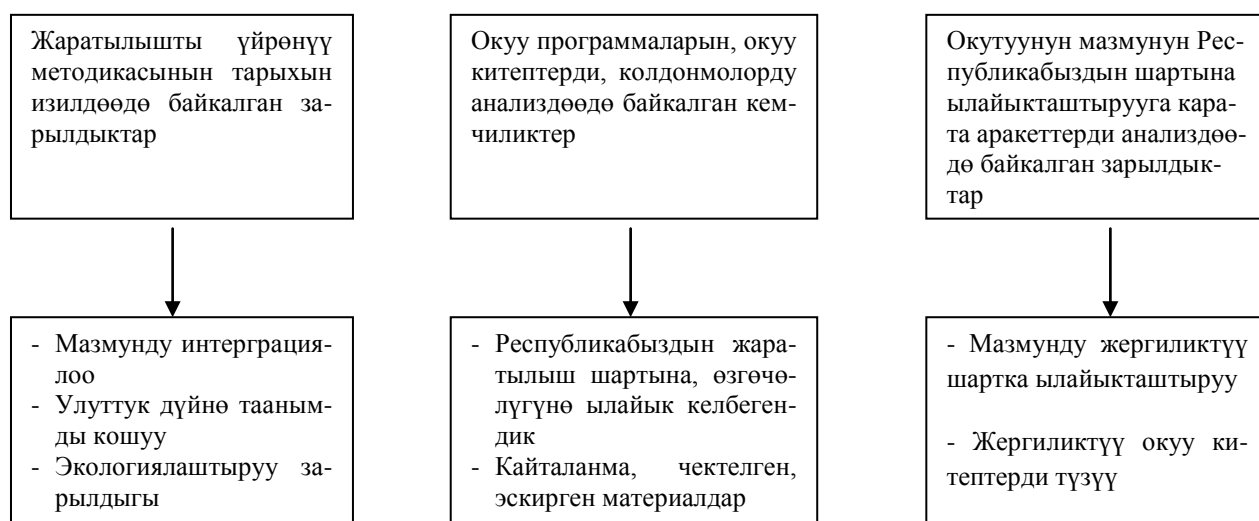 Жаратылышты үйрөнүү
методикасынын тарыхын
изилдөөдө байкалган за-
рылдыктар
Окуу программаларын, окуу
китептерди, колдонмолорду
анализдөөдө байкалган кем-
чиликтер
Окутуунун мазмунун Рес-
публикабыздын шартына
ылайыкташтырууга кара-
та аракеттерди анализдөө-
дө байкалган зарылдык-
тар
- Мазмунду интерграция-
лоо
- Улуттук дүйнө тааным-
ды кошуу
- Экологиялаштыруу за-
рылдыгы
- Республикабыздын жара-
тылыш шартына, өзгөчө-
лүгүнө ылайык келбеген-
дик
- Кайталанма, чектелген,
эскирген материалдар
- Мазмунду жергиликтүү
шартка ылайыкташтыруу
- Жергиликтүү окуу ки-
тептерди түзүү